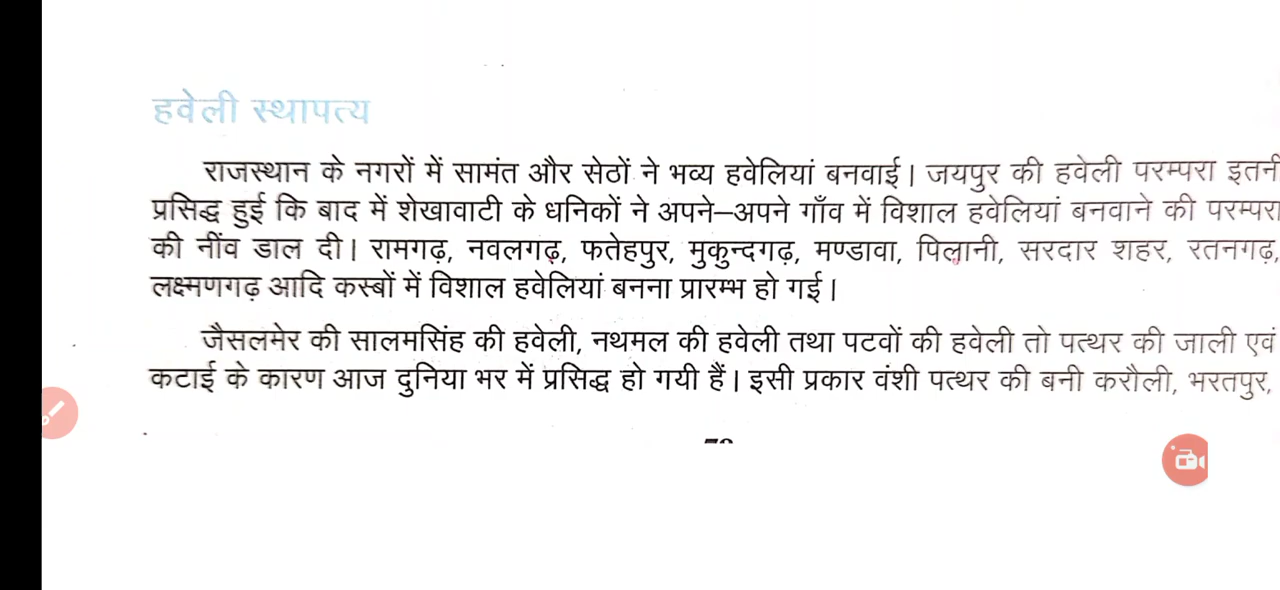 हवेली स्थापत्य
राजस्थान के नगरों में सामंत और सेठों ने भव्य हवेलियां बनवाई। जयपुर की हवेली परम्परा इतनी
प्रसिद्ध हुई कि बाद में शेखावाटी के धनिकों ने अपने–अपने गाँव में विशाल हवेलियां बनवाने की परम्परा
की नींव डाल दी। रामगढ़, नवलगढ़, फतेहपुर, मुकुन्दगढ़, मण्डावा, पिलानी, सरदार शहर, रतनगढ़,
लक्ष्मणगढ़ आदि कस्बों में विशाल हवेलियां बनना प्रारम्भ हो गई।
जैसलमेर की सालमसिंह की हवेली, नथमल की हवेली तथा पटवों की हवेली तो पत्थर की जाली एवं
कटाई के कारण आज दुनिया भर में प्रसिद्ध हो गयी हैं। इसी प्रकार वंशी पत्थर की बनी करौली, भरतपुर,